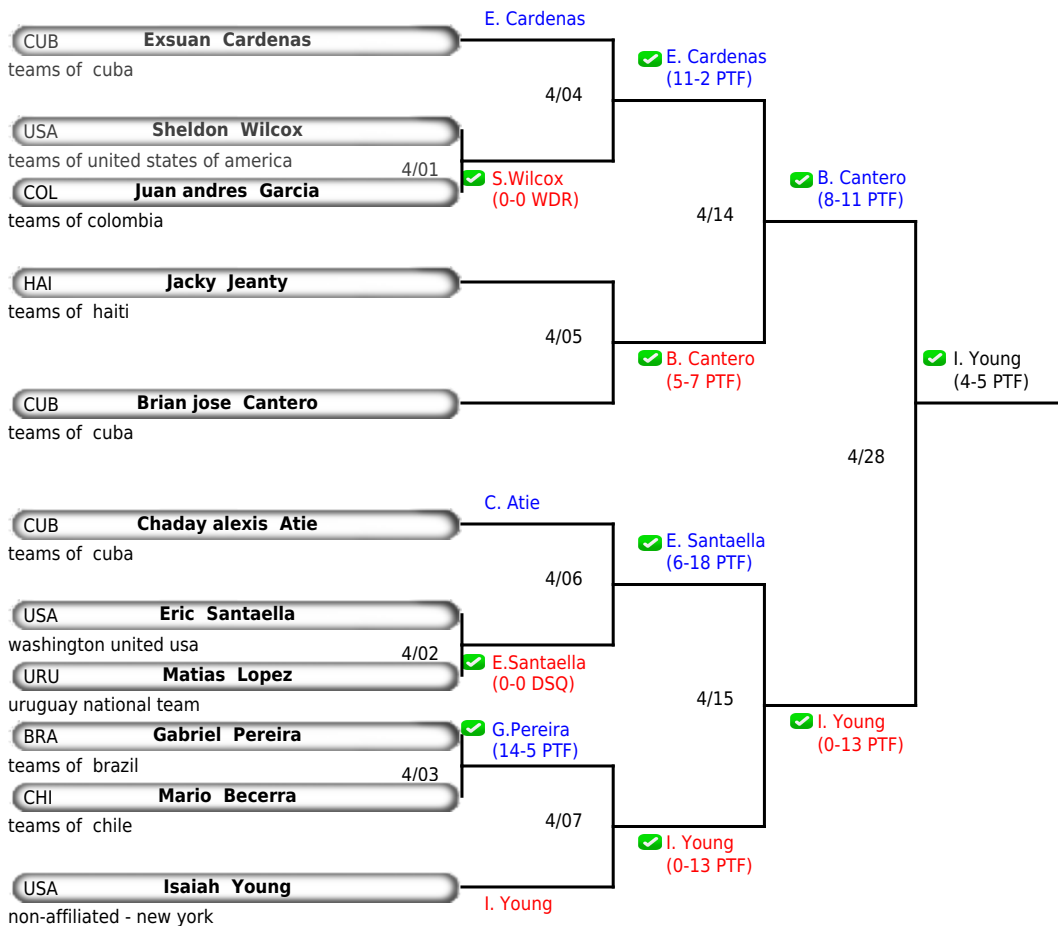 E. Cardenas
CUB Exsuan Cardenas
teams of cuba
E. Cardenas
(11-2 PTF)
4/04
USA Sheldon Wilcox
teams of united states of america
4/01
S.Wilcox
(0-0 WDR)
COL Juan andres Garcia
teams of colombia
B. Cantero
(8-11 PTF)
4/14
HAI Jacky Jeanty
teams of haiti
4/05
B. Cantero
(5-7 PTF)
I. Young
(4-5 PTF)
CUB Brian jose Cantero
teams of cuba
4/28
C. Atie
CUB Chaday alexis Atie
teams of cuba
E. Santaella
(6-18 PTF)
4/06
USA Eric Santaella
washington united usa
4/02
E.Santaella
(0-0 DSQ)
URU Matias Lopez
uruguay national team
4/15
I. Young
(0-13 PTF)
BRA Gabriel Pereira
teams of brazil
G.Pereira
(14-5 PTF)
4/03
CHI Mario Becerra
teams of chile
4/07
I. Young
(0-13 PTF)
USA Isaiah Young
non-affiliated - new york
I. Young